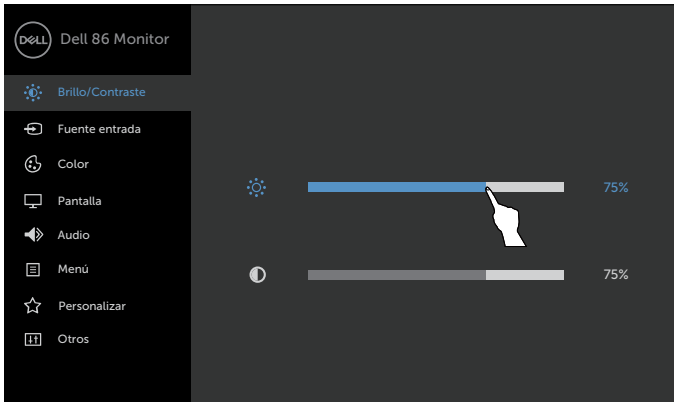 DELL Dell 86 Monitor
Brillo/Contraste
Fuente entrada
Color
Pantalla
Audio
Menú
Personalizar
Otros
75%
75%